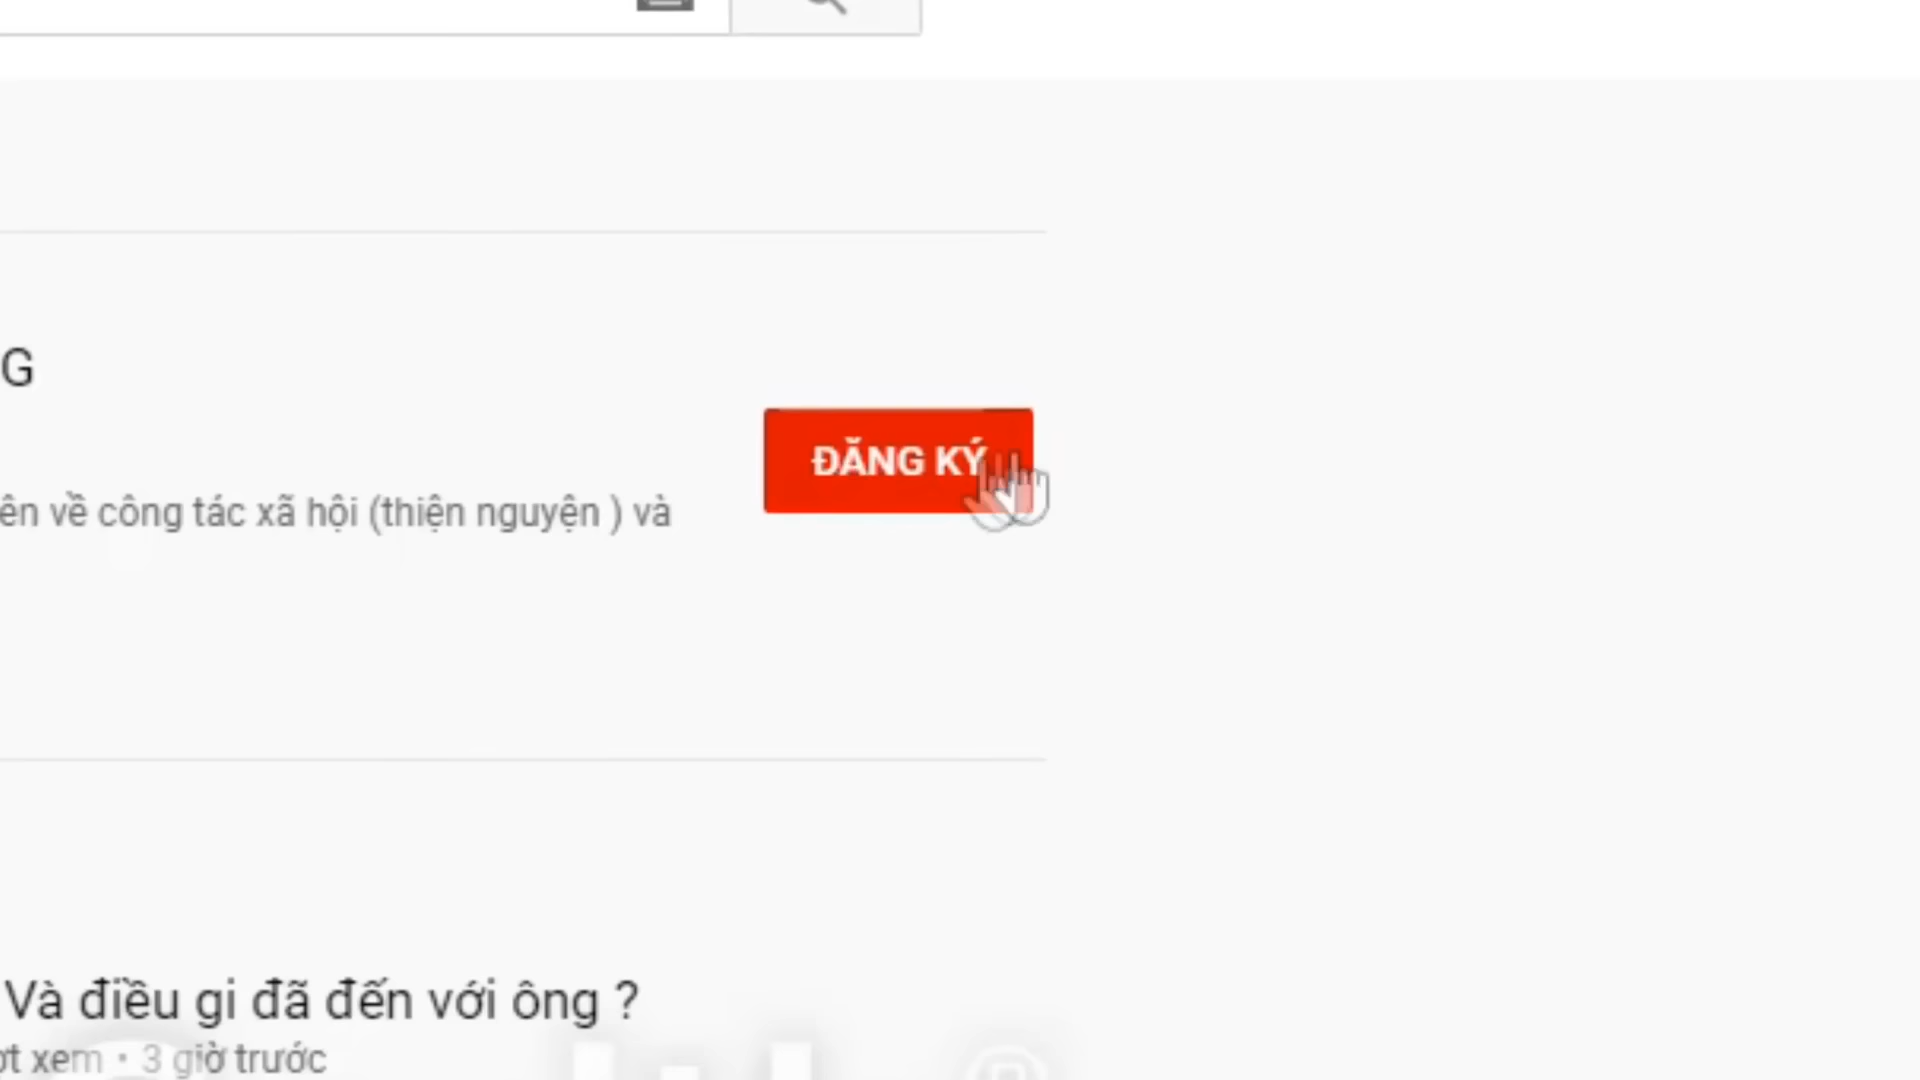 G
ĐĂNG KÝ
ên về công tác xã hội (thiện nguyện ) và
Và điều gi đã đến với ông ?
ợt xem • 3 giờ trước